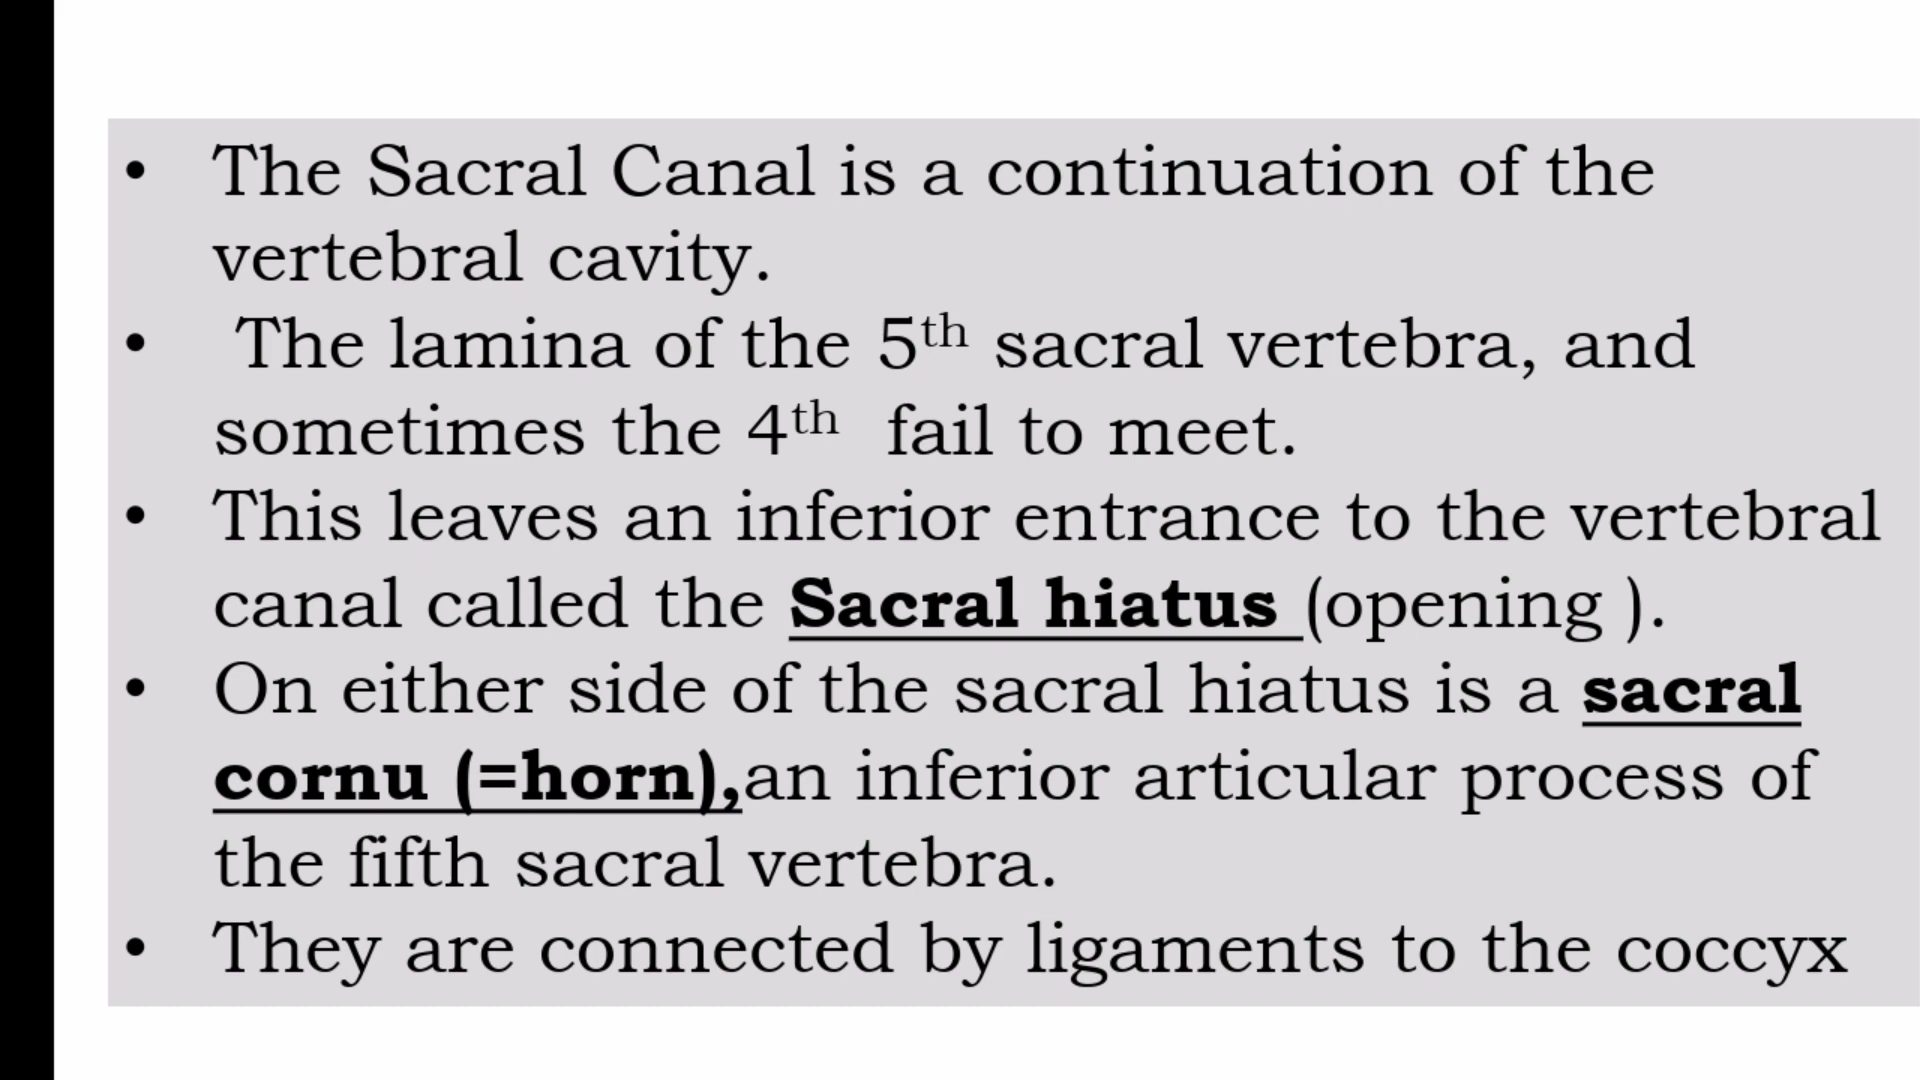 • The Sacral Canal is a continuation of the
vertebral cavity.
• The lamina of the 5th sacral vertebra, and
sometimes the 4th fail to meet.
• This leaves an inferior entrance to the vertebral
canal called the Sacral hiatus (opening ).
• On either side of the sacral hiatus is a sacral
cornu (=horn),an inferior articular process of
the fifth sacral vertebra.
• They are connected by ligaments to the coccyx